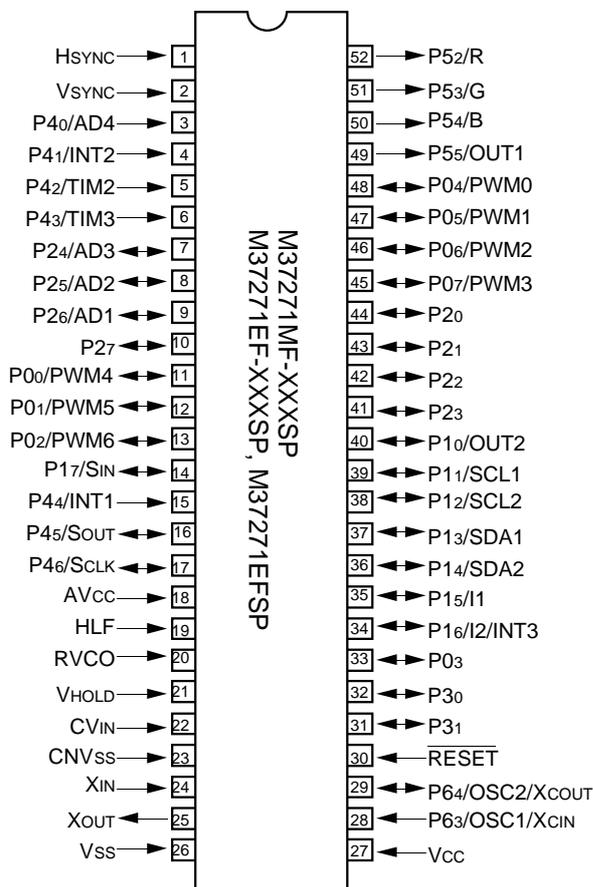 HSYNC 1 52 P52/R
VSYNC 2 51 P53/G
P40/AD4 3 50 P54/B
P41/INT2 4 49 P55/OUT1
P42/TIM2 5 48 P04/PWM0
P43/TIM3 6 47 P05/PWM1
P24/AD3 7 46 P06/PWM2
P25/AD2 8 45 P07/PWM3
P26/AD1 9 44 P20
P27 10 43 P21
P00/PWM4 11 42 P22
P01/PWM5 12 41 P23
P02/PWM6 13 40 P10/OUT2
P17/SIN 14 39 P11/SCL1
P44/INT1 15 38 P12/SCL2
P45/SOUT 16 37 P13/SDA1
P46/SCLK 17 36 P14/SDA2
AVCC 18 35 P15/I1
HLF 19 34 P16/I2/INT3
RVCO 20 33 P03
VHOLD 21 32 P30
CVIN 22 31 P31
CNVSS 23 30 RESET
XIN 24 29 P64/OSC2/XCOUT
XOUT 25 28 P63/OSC1/XCIN
VSS 26 27 VCC
M37271MF-XXXSP
M37271EF-XXXSP, M37271EFSP